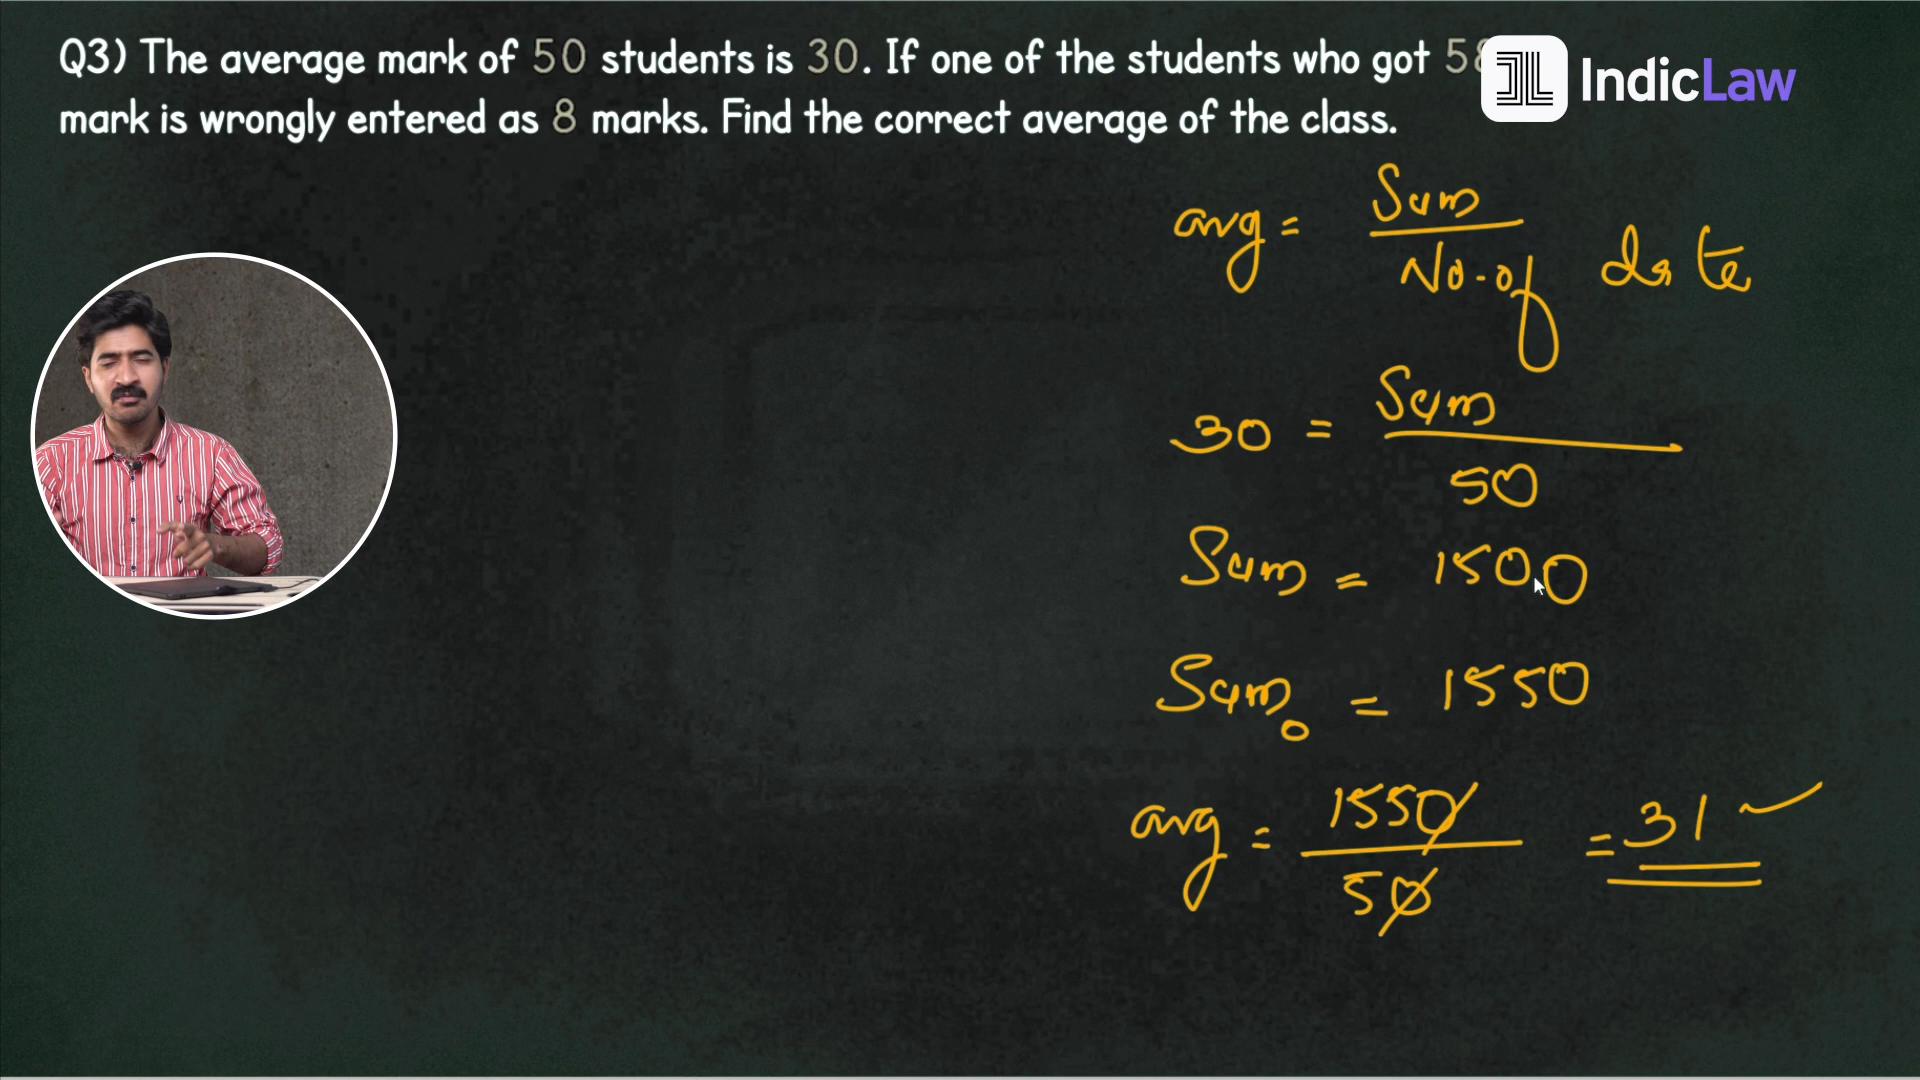 Q3) The average mark of 50 students is 30. If one of the students who got 58
mark is wrongly entered as 8 marks. Find the correct average of the class.
IndicLaw
avg = Sum / No. of data
30 = Sum / 50
Sum = 1500
Sum = 1550
avg = 1550 / 50 = 31